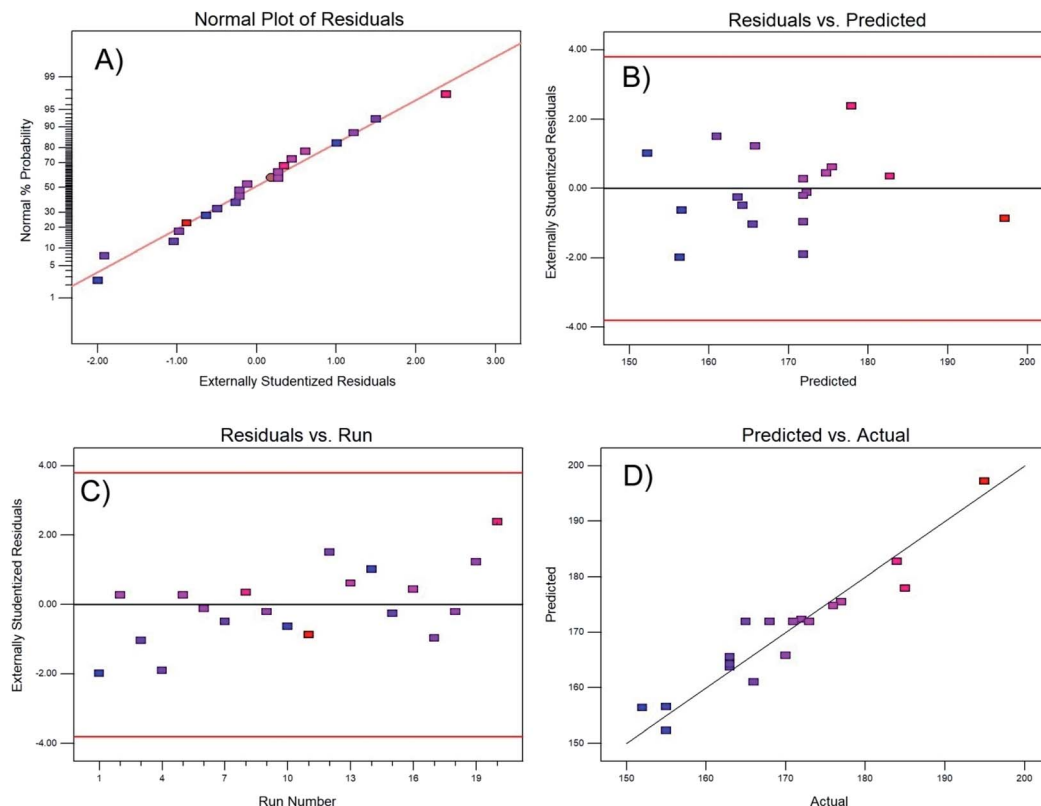 Normal Plot of Residuals
A)
Normal % Probability
99
95
90
80
70
50
30
20
10
5
1
-2.00 -1.00 0.00 1.00 2.00 3.00
Externally Studentized Residuals
Residuals vs. Predicted
B)
Externally Studentized Residuals
4.00
2.00
0.00
-2.00
-4.00
150 160 170 180 190 200
Predicted
Residuals vs. Run
C)
Externally Studentized Residuals
4.00
2.00
0.00
-2.00
-4.00
1 4 7 10 13 16 19
Run Number
Predicted vs. Actual
D)
Predicted
200
190
180
170
160
150
150 160 170 180 190 200
Actual